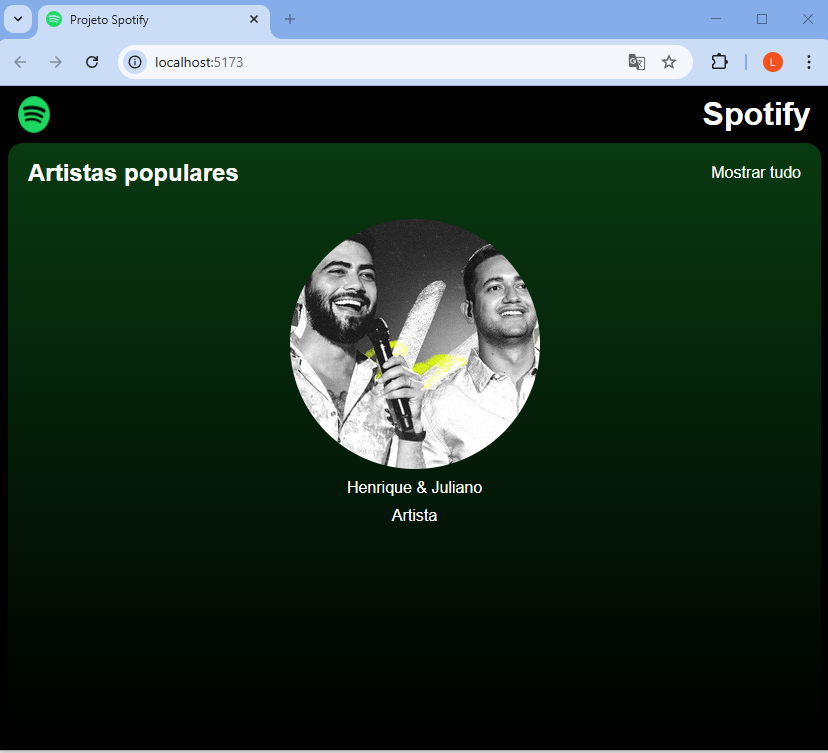 Projeto Spotify
localhost:5173
L
Spotify
Artistas populares
Mostrar tudo
Henrique & Juliano
Artista